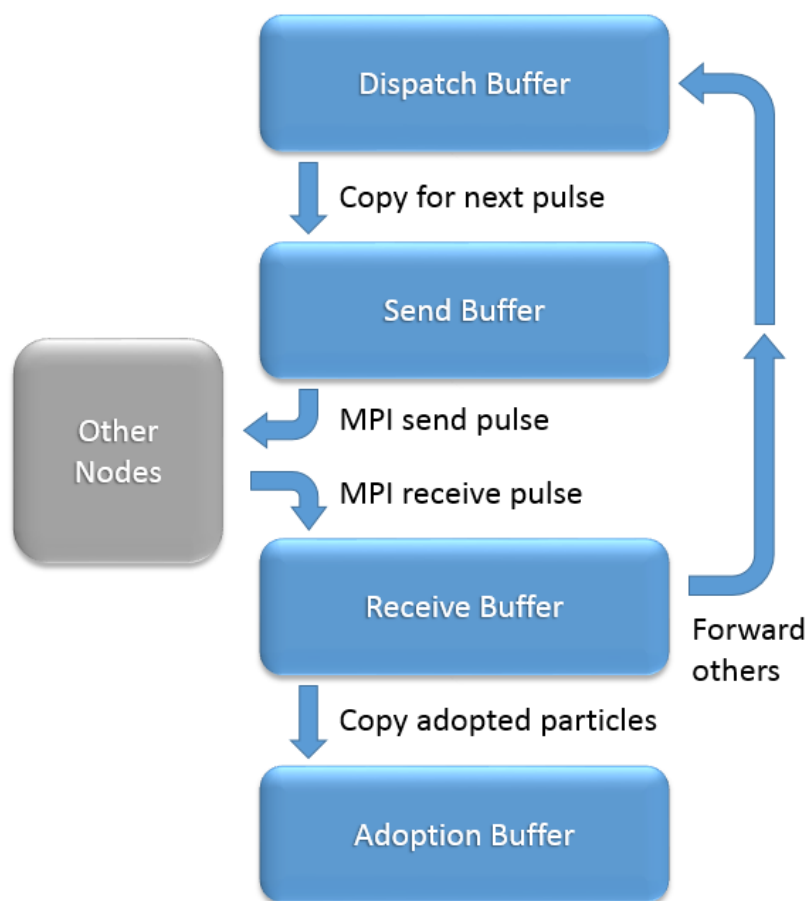 Dispatch Buffer
Copy for next pulse
Send Buffer
Other
Nodes
MPI send pulse
MPI receive pulse
Receive Buffer
Forward
others
Copy adopted particles
Adoption Buffer